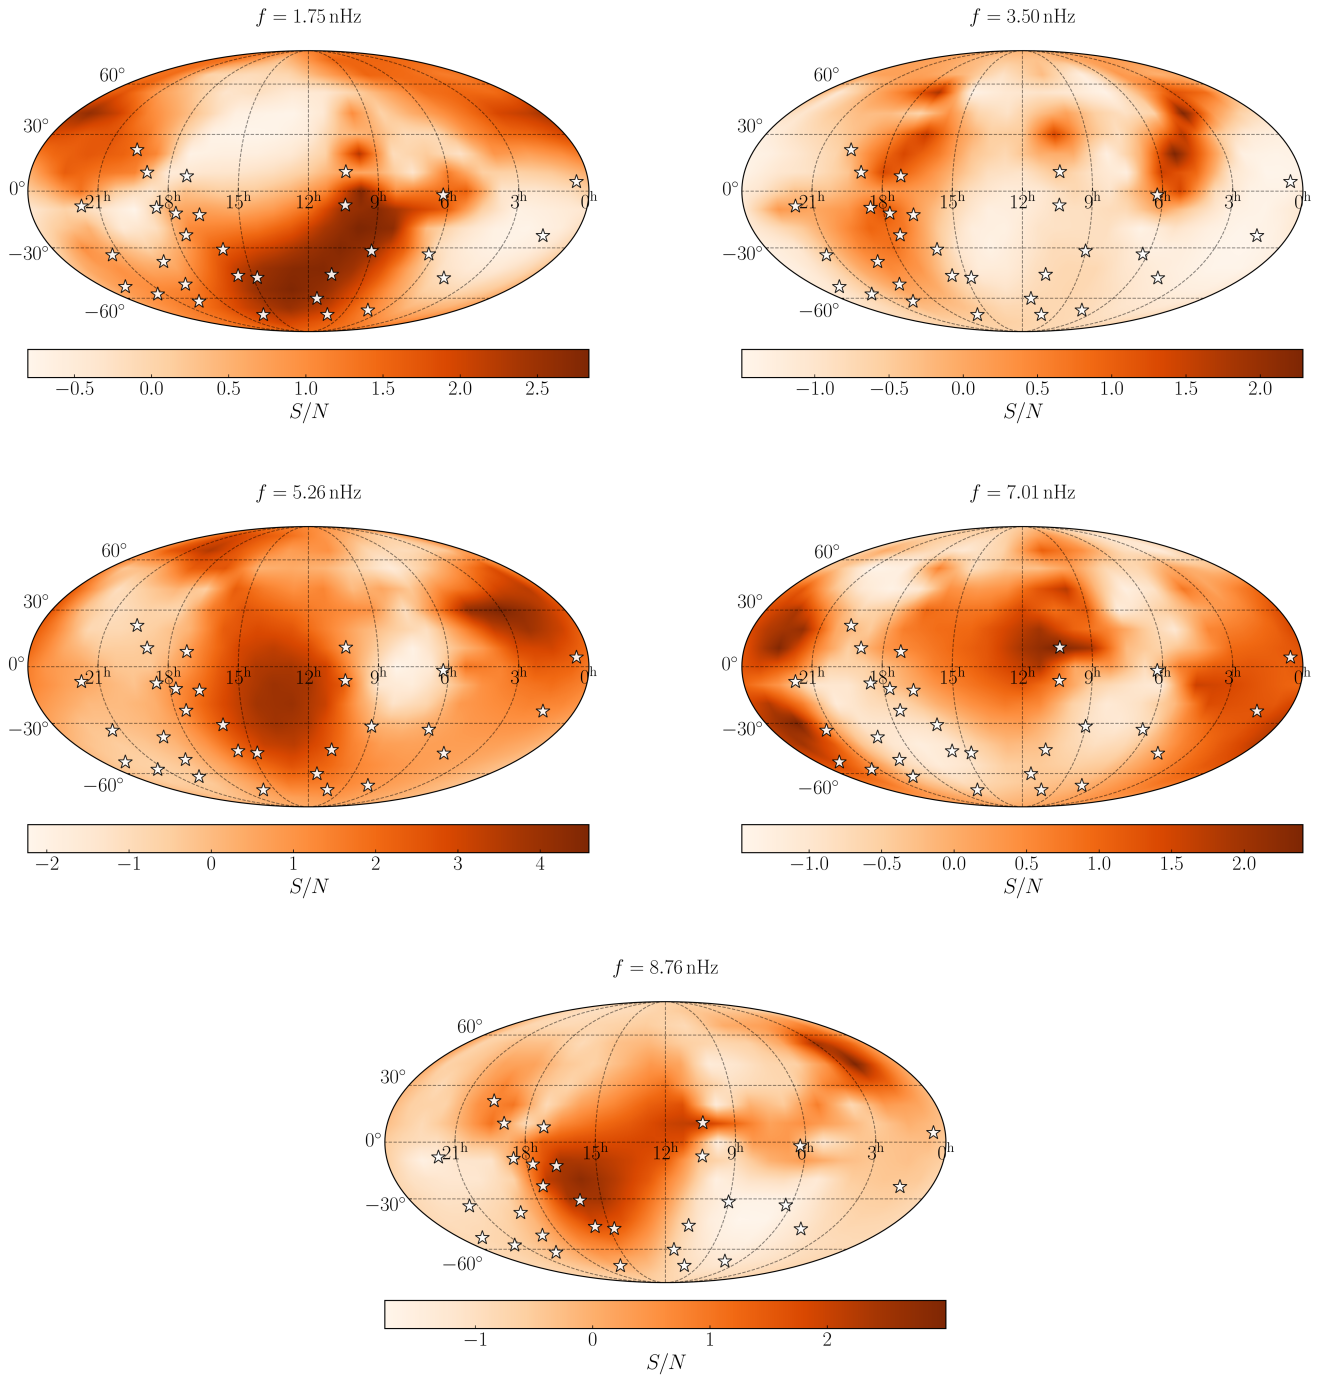 f = 1.75 nHz
60°
30°
0°
−30°
−60°
21h 18h 15h 12h 9h 6h 3h 0h
−0.5 0.0 0.5 1.0 1.5 2.0 2.5
S/N
f = 3.50 nHz
60°
30°
0°
−30°
−60°
21h 18h 15h 12h 9h 6h 3h 0h
−1.0 −0.5 0.0 0.5 1.0 1.5 2.0
S/N
f = 5.26 nHz
60°
30°
0°
−30°
−60°
21h 18h 15h 12h 9h 6h 3h 0h
−2 −1 0 1 2 3 4
S/N
f = 7.01 nHz
60°
30°
0°
−30°
−60°
21h 18h 15h 12h 9h 6h 3h 0h
−1.0 −0.5 0.0 0.5 1.0 1.5 2.0
S/N
f = 8.76 nHz
60°
30°
0°
−30°
−60°
21h 18h 15h 12h 9h 6h 3h 0h
−1 0 1 2
S/N